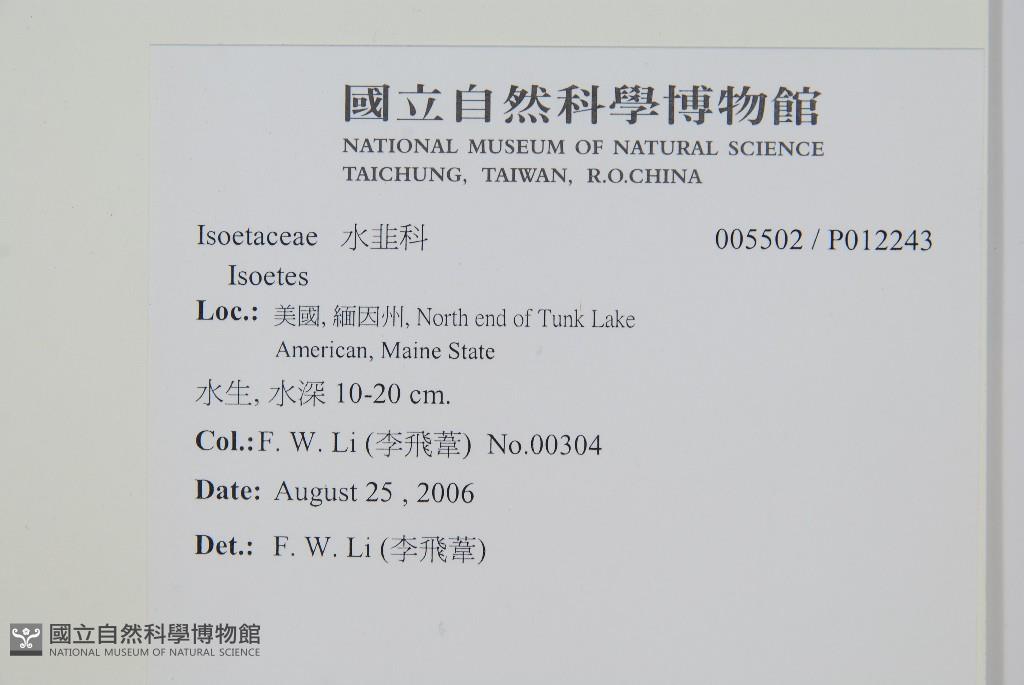 國立自然科學博物館
NATIONAL MUSEUM OF NATURAL SCIENCE
TAICHUNG, TAIWAN, R.O.CHINA
Isoetaceae 水韭科 005502 / P012243
Isoetes
Loc.: 美國, 緬因州, North end of Tunk Lake
American, Maine State
水生, 水深 10-20 cm.
Col.:F. W. Li (李飛葦) No.00304
Date: August 25 , 2006
Det.: F. W. Li (李飛葦)
國立自然科學博物館
NATIONAL MUSEUM OF NATURAL SCIENCE